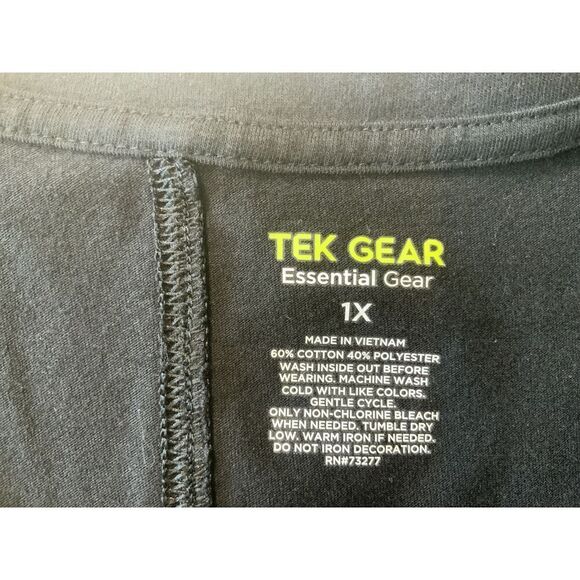 TEK GEAR
Essential Gear
1X
MADE IN VIETNAM
60% COTTON 40% POLYESTER
WASH INSIDE OUT BEFORE
WEARING. MACHINE WASH
COLD WITH LIKE COLORS.
GENTLE CYCLE.
ONLY NON-CHLORINE BLEACH
WHEN NEEDED. TUMBLE DRY
LOW. WARM IRON IF NEEDED.
DO NOT IRON DECORATION.
RN#73277